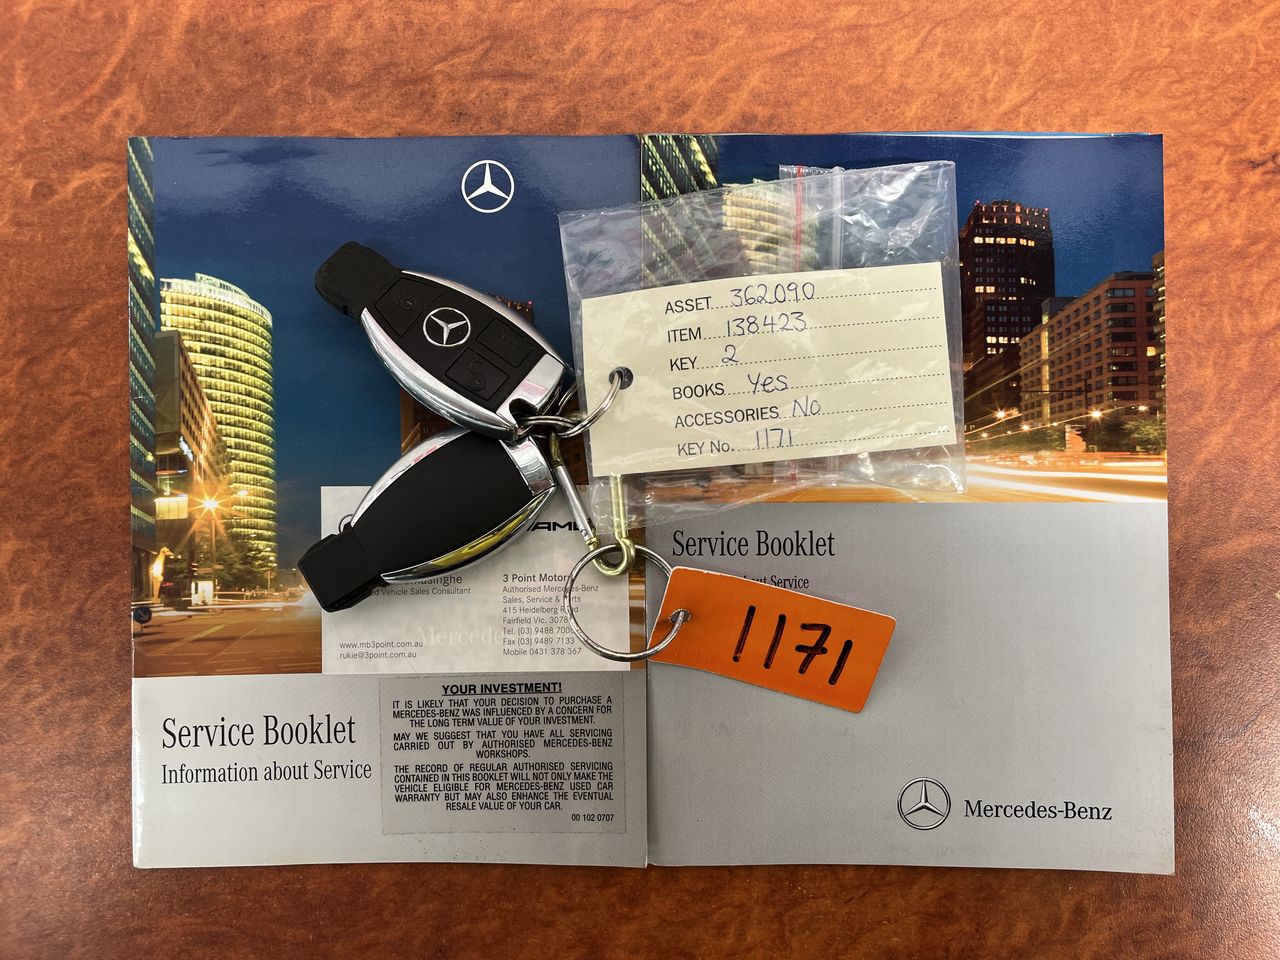 ASSET 362090
ITEM 138423
KEY 2
BOOKS Yes
ACCESSORIES No
KEY No. 1171
AMG
Vehicle Sales Consultant
3 Point Motors
Authorised Mercedes-Benz
Sales, Service & Parts
415 Heidelberg Road
Fairfield Vic. 3078
Tel. (03) 9488
Fax (03) 9489 7133
Mobile 0431 378 367
www.mb3point.com.au
rukie@3point.com.au
Mercedes
Service Booklet
about Service
1171
YOUR INVESTMENT!
IT IS LIKELY THAT YOUR DECISION TO PURCHASE A
MERCEDES-BENZ WAS INFLUENCED BY A CONCERN FOR
THE LONG TERM VALUE OF YOUR INVESTMENT.
MAY WE SUGGEST THAT YOU HAVE ALL SERVICING
CARRIED OUT BY AUTHORISED MERCEDES-BENZ
WORKSHOPS.
THE RECORD OF REGULAR AUTHORISED SERVICING
CONTAINED IN THIS BOOKLET WILL NOT ONLY MAKE THE
VEHICLE ELIGIBLE FOR MERCEDES-BENZ USED CAR
WARRANTY BUT MAY ALSO ENHANCE THE EVENTUAL
RESALE VALUE OF YOUR CAR.
00 102 0707
Service Booklet
Information about Service
Mercedes-Benz